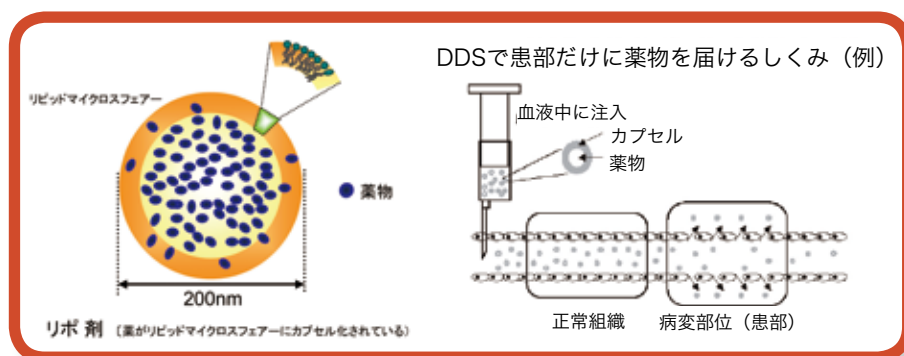 リピッドマイクロスフェアー
薬物
200nm
リポ剤（薬がリピッドマイクロスフェアーにカプセル化されている）
DDSで患部だけに薬物を届けるしくみ（例）
血液中に注入
カプセル
薬物
正常組織
病変部位（患部）